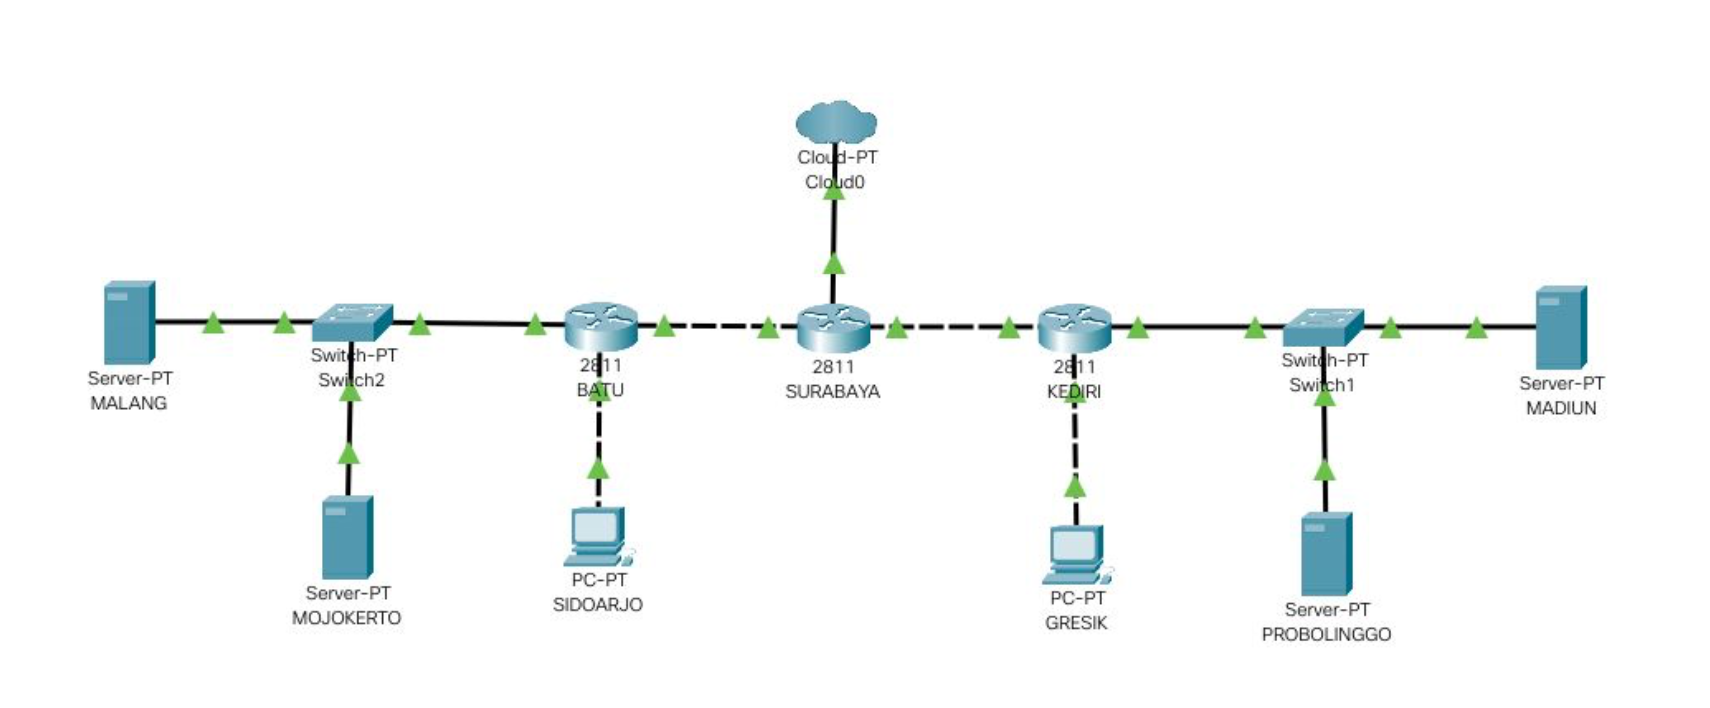 Cloud-PT
Cloud0
Server-PT
MALANG
Switch-PT
Switch2
2811
BATU
2811
SURABAYA
2811
KEDIRI
Switch-PT
Switch1
Server-PT
MADIUN
Server-PT
MOJOKERTO
PC-PT
SIDOARJO
PC-PT
GRESIK
Server-PT
PROBOLINGGO